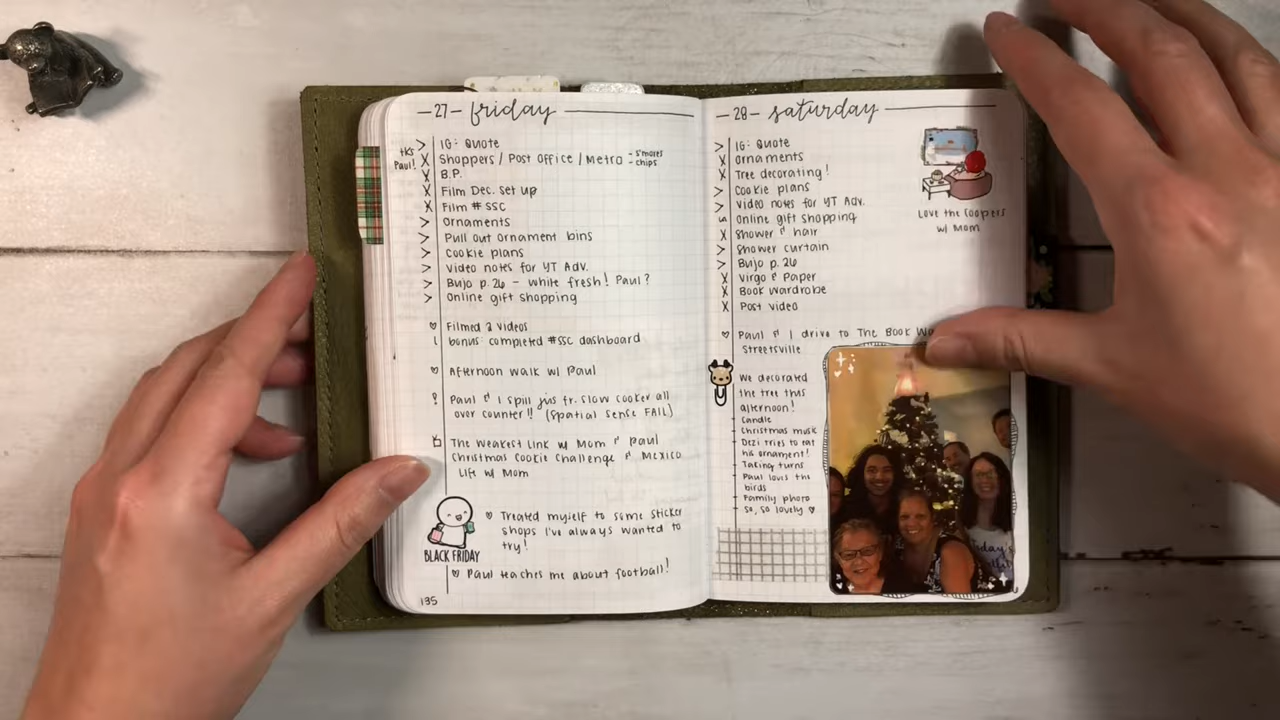 -27- friday
> IG: Quote
tks Paul! X Shoppers / Post Office / Metro - s'mores - chips
X B.P.
X Film Dec. set up
X Film #SSC
> Ornaments
> Pull out ornament bins
> Cookie plans
> Video notes for YT Adv.
> Bujo p.26 - white fresh! Paul?
> Online gift shopping
♡ Filmed 2 videos
bonus: completed #SSC dashboard
♡ Afternoon walk w/ Paul
! Paul & I spill jus fr. slow cooker all
over counter!! (spatial sense FAIL)
The Weakest Link w/ Mom & Paul
Christmas Cookie Challenge & Mexico
Life w/ Mom
♡ Treated myself to some sticker
shops I've always wanted to
try!
BLACK FRIDAY
♡ Paul teaches me about football!
195
-28- saturday
> IG: Quote
X Ornaments
X Tree decorating!
> Cookie plans
> Video notes for YT Adv.
Online gift shopping
X Shower & hair
> Shower curtain
> Bujo p.26
X Virgo & Paper
X Book Wardrobe
X Post video
Love the Coopers
w/ Mom
♡ Paul & I drive to The Book Wa
Streetsville
We decorated
the tree this
afternoon!
- Candle
- Christmas music
- Dezi tries to eat
his ornament!
- Taking turns
- Paul loves the
birds
- Family photo
- So, so lovely ♡